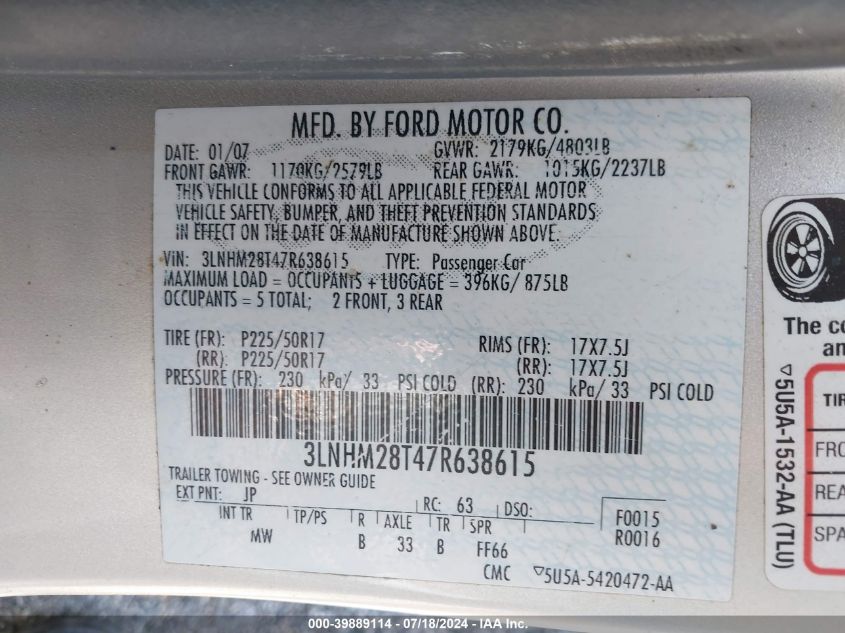 MFD. BY FORD MOTOR CO.
DATE: 01/07 GVWR: 2179KG/4803LB
FRONT GAWR: 1170KG/2579LB REAR GAWR: 1015KG/2237LB
THIS VEHICLE CONFORMS TO ALL APPLICABLE FEDERAL MOTOR
VEHICLE SAFETY, BUMPER, AND THEFT PREVENTION STANDARDS
IN EFFECT ON THE DATE OF MANUFACTURE SHOWN ABOVE.
VIN: 3LNHM28T47R638615 TYPE: Passenger Car
MAXIMUM LOAD = OCCUPANTS + LUGGAGE = 396KG/ 875LB
OCCUPANTS = 5 TOTAL; 2 FRONT, 3 REAR
TIRE (FR): P225/50R17 RIMS (FR): 17X7.5J
(RR): P225/50R17 (RR): 17X7.5J
PRESSURE (FR): 230 kPa/ 33 PSI COLD (RR): 230 kPa/ 33 PSI COLD
3LNHM28T47R638615
TRAILER TOWING - SEE OWNER GUIDE
EXT PNT: JP RC: 63 DSO: F0015
INT TR TP/PS R AXLE TR SPR R0016
MW B 33 B FF66
CMC ▽5U5A-5420472-AA
The co
an
TIR
FRO
REA
SPA
▽5U5A-1532-AA (TLU)
000-39889114 - 07/18/2024 - IAA Inc.